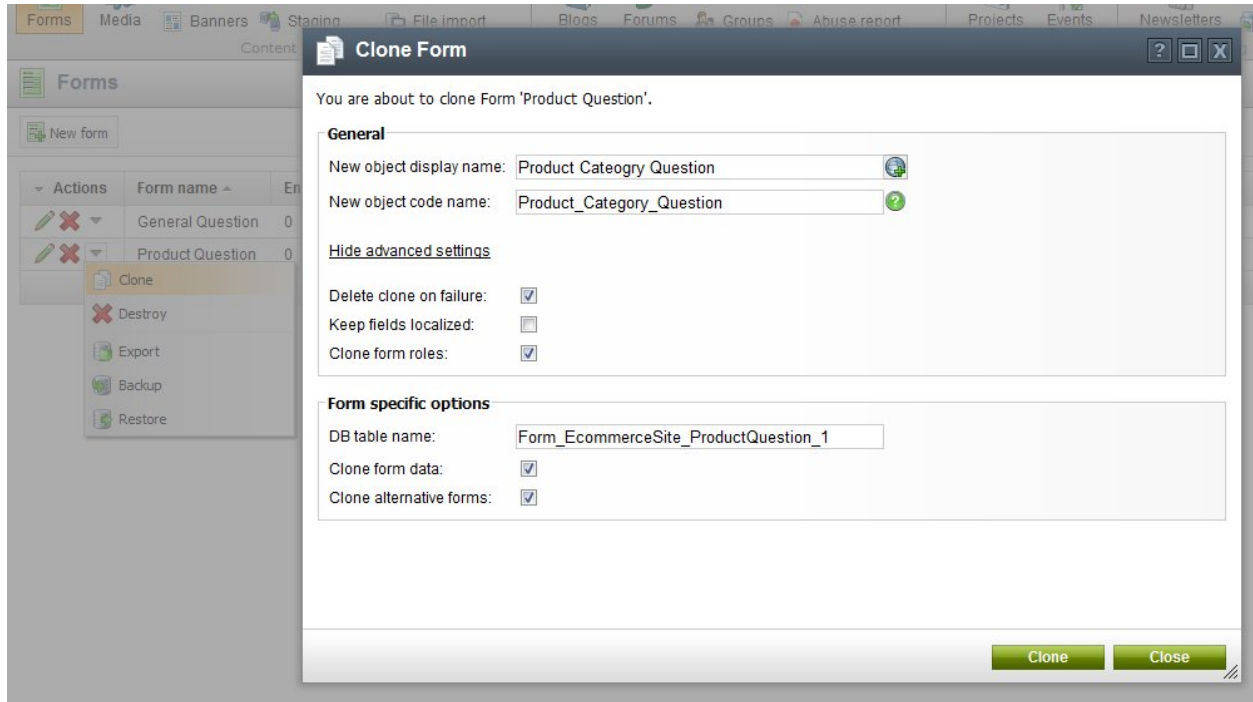 Forms Media Banners Staging File import Blogs Forums Groups Abuse report Projects Events Newsletters
Content
Clone Form ? X
Forms
You are about to clone Form 'Product Question'.
New form
General
New object display name: Product Cateogry Question
Actions Form name En
New object code name: Product_Category_Question ?
General Question 0
Hide advanced settings
Product Question 0
Clone
Delete clone on failure:
Destroy
Keep fields localized:
Export
Clone form roles:
Backup
Form specific options
Restore
DB table name: Form_EcommerceSite_ProductQuestion_1
Clone form data:
Clone alternative forms:
Clone Close